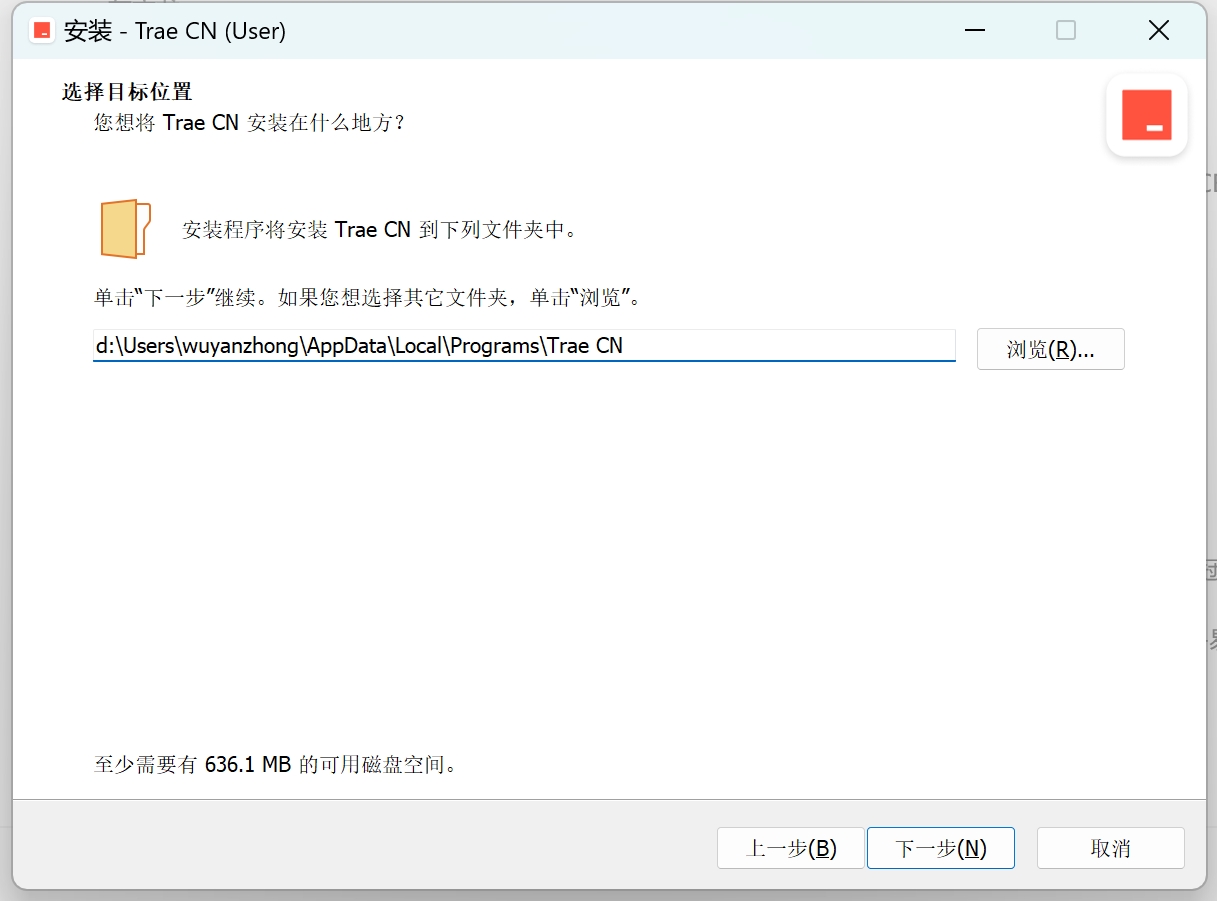 安装 - Trae CN (User)
选择目标位置
您想将 Trae CN 安装在什么地方？
安装程序将安装 Trae CN 到下列文件夹中。
单击“下一步”继续。如果您想选择其它文件夹，单击“浏览”。
d:\Users\wuyanzhong\AppData\Local\Programs\Trae CN
浏览(R)...
至少需要有 636.1 MB 的可用磁盘空间。
上一步(B)
下一步(N)
取消